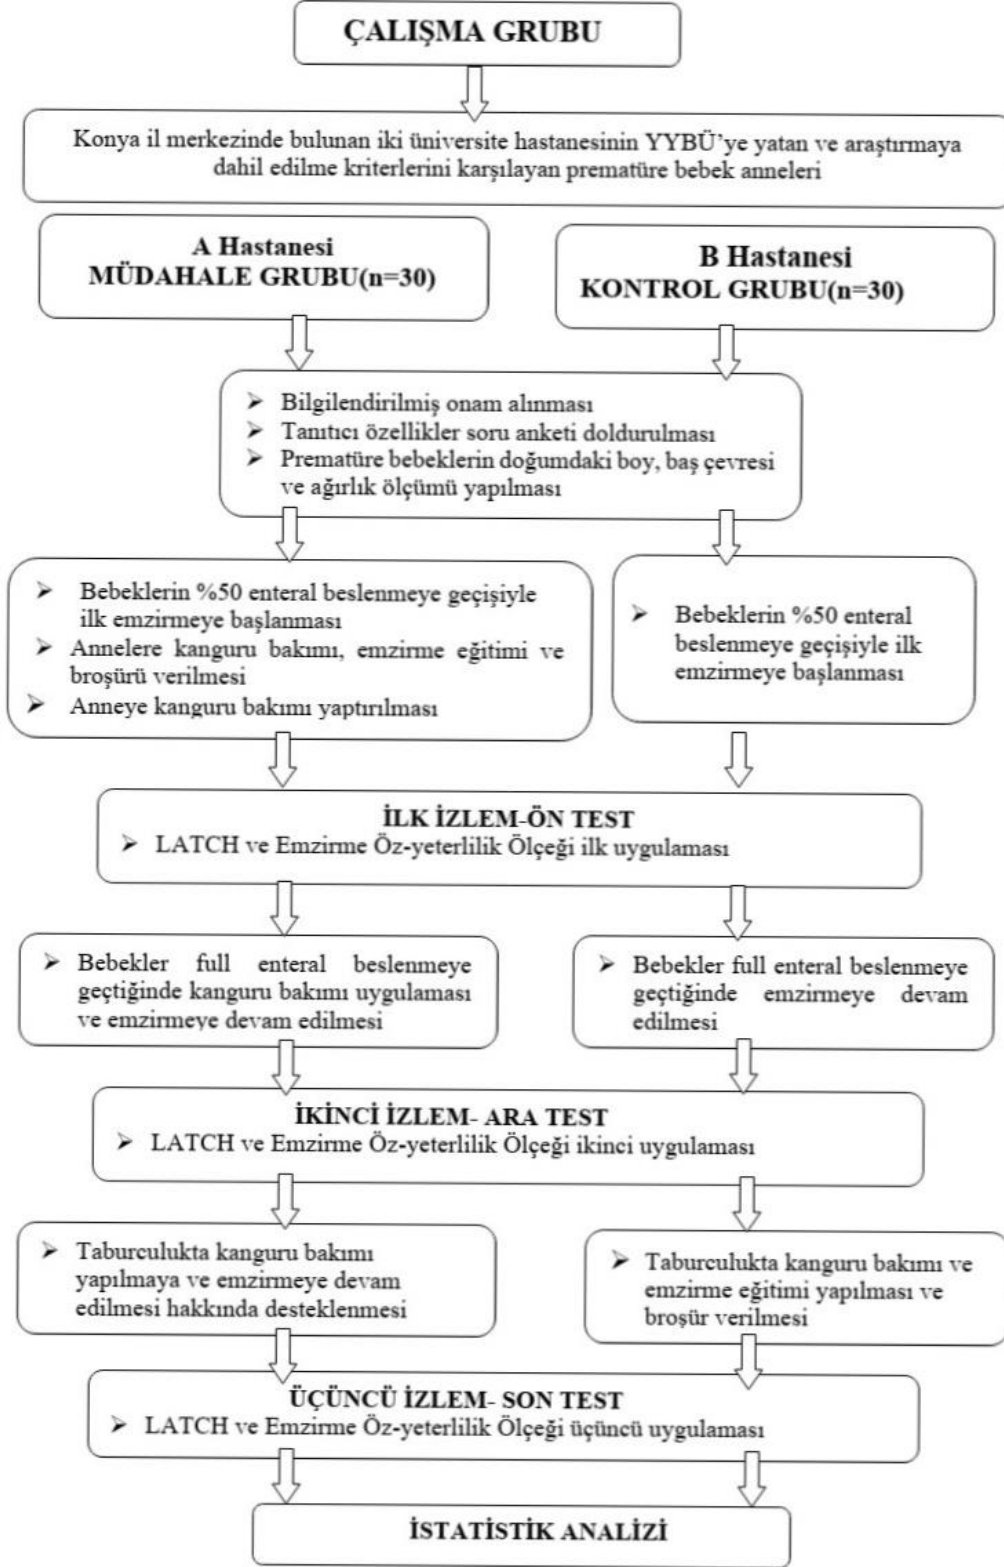 ÇALIŞMA GRUBU
Konya il merkezinde bulunan iki üniversite hastanesinin YYBÜ'ye yatan ve araştırmaya
dahil edilme kriterlerini karşılayan prematüre bebek anneleri
A Hastanesi
MÜDAHALE GRUBU(n=30)
B Hastanesi
KONTROL GRUBU(n=30)
➢ Bilgilendirilmiş onam alınması
➢ Tanıtıcı özellikler soru anketi doldurulması
➢ Prematüre bebeklerin doğumdaki boy, baş çevresi
ve ağırlık ölçümü yapılması
➢ Bebeklerin %50 enteral beslenmeye geçişiyle
ilk emzirmeye başlanması
➢ Annelere kanguru bakımı, emzirme eğitimi ve
broşürü verilmesi
➢ Anneye kanguru bakımı yaptırılması
➢ Bebeklerin %50 enteral
beslenmeye geçişiyle ilk
emzirmeye başlanması
İLK İZLEM-ÖN TEST
➢ LATCH ve Emzirme Öz-yeterlilik Ölçeği ilk uygulaması
➢ Bebekler full enteral beslenmeye
geçtiğinde kanguru bakımı uygulaması
ve emzirmeye devam edilmesi
➢ Bebekler full enteral beslenmeye
geçtiğinde emzirmeye devam
edilmesi
İKİNCİ İZLEM- ARA TEST
➢ LATCH ve Emzirme Öz-yeterlilik Ölçeği ikinci uygulaması
➢ Taburculukta kanguru bakımı
yapılmaya ve emzirmeye devam
edilmesi hakkında desteklenmesi
➢ Taburculukta kanguru bakımı ve
emzirme eğitimi yapılması ve
broşür verilmesi
ÜÇÜNCÜ İZLEM- SON TEST
➢ LATCH ve Emzirme Öz-yeterlilik Ölçeği üçüncü uygulaması
İSTATİSTİK ANALİZİ